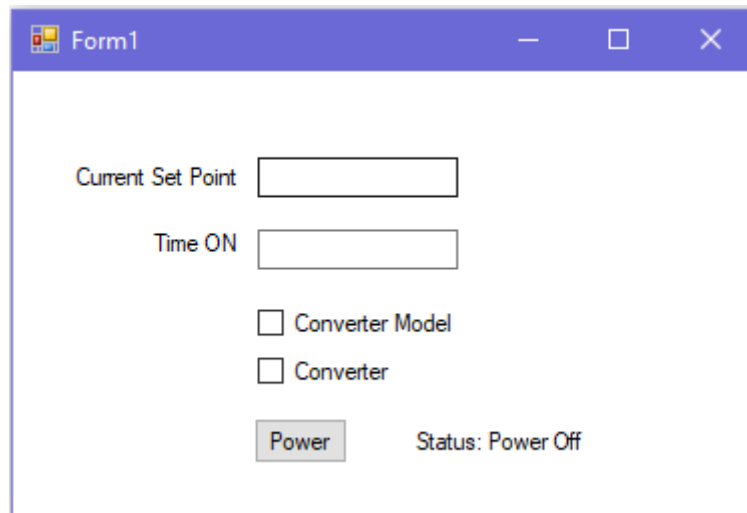 Form1
Current Set Point
Time ON
Converter Model
Converter
Power Status: Power Off